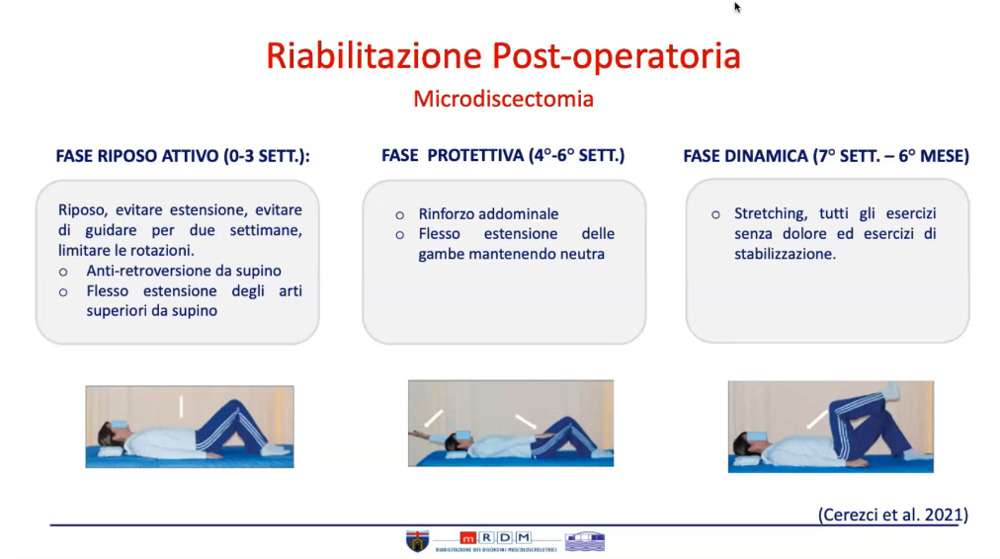 Riabilitazione Post-operatoria
Microdiscectomia
FASE RIPOSO ATTIVO (0-3 SETT.):
Riposo, evitare estensione, evitare
di guidare per due settimane,
limitare le rotazioni.
o Anti-retroversione da supino
o Flesso estensione degli arti
superiori da supino
FASE PROTETTIVA (4°-6° SETT.)
o Rinforzo addominale
o Flesso estensione delle
gambe mantenendo neutra
FASE DINAMICA (7° SETT. – 6° MESE)
o Stretching, tutti gli esercizi
senza dolore ed esercizi di
stabilizzazione.
(Cerezci et al. 2021)
mRDM
RIABILITAZIONE DEI DISORDINI MUSCOLOSCHELETRICI